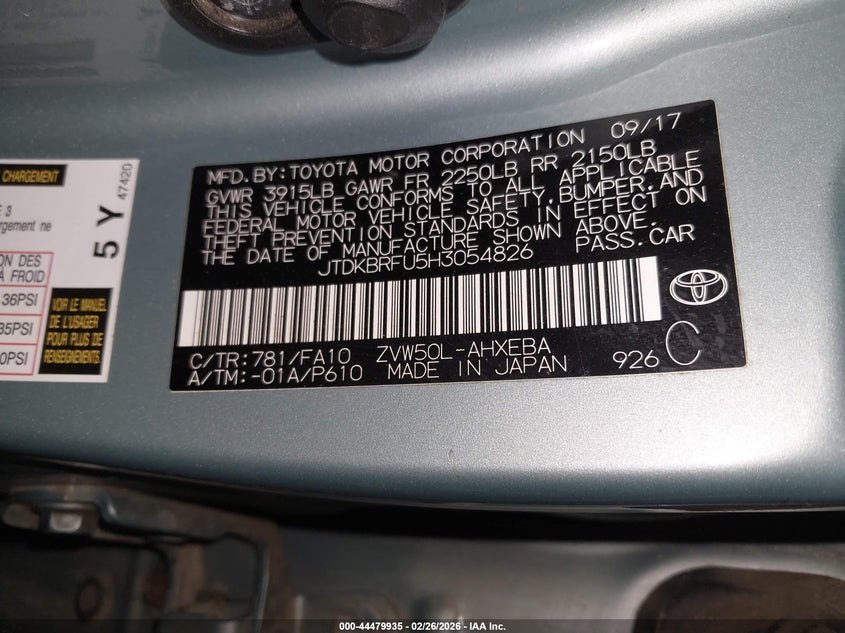 CHARGEMENT
E 3
rgement ne
ION DES
À FROID
36PSI
35PSI
0PSI
VOIR LE MANUEL
DE L'USAGER
POUR PLUS DE
RENSEIGNEMENTS.
5 Y
47420
MFD. BY: TOYOTA MOTOR CORPORATION 09/17
GVWR 3915LB GAWR FR 2250LB RR 2150LB
THIS VEHICLE CONFORMS TO ALL APPLICABLE
FEDERAL MOTOR VEHICLE SAFETY, BUMPER, AND
THEFT PREVENTION STANDARDS IN EFFECT ON
THE DATE OF MANUFACTURE SHOWN ABOVE.
JTDKBRFU5H3054826 PASS. CAR
C/TR: 781/FA10 ZVW50L-AHXEBA
A/TM: -01A/P610 MADE IN JAPAN 926 C
000-44479935 - 02/26/2026 - IAA Inc.